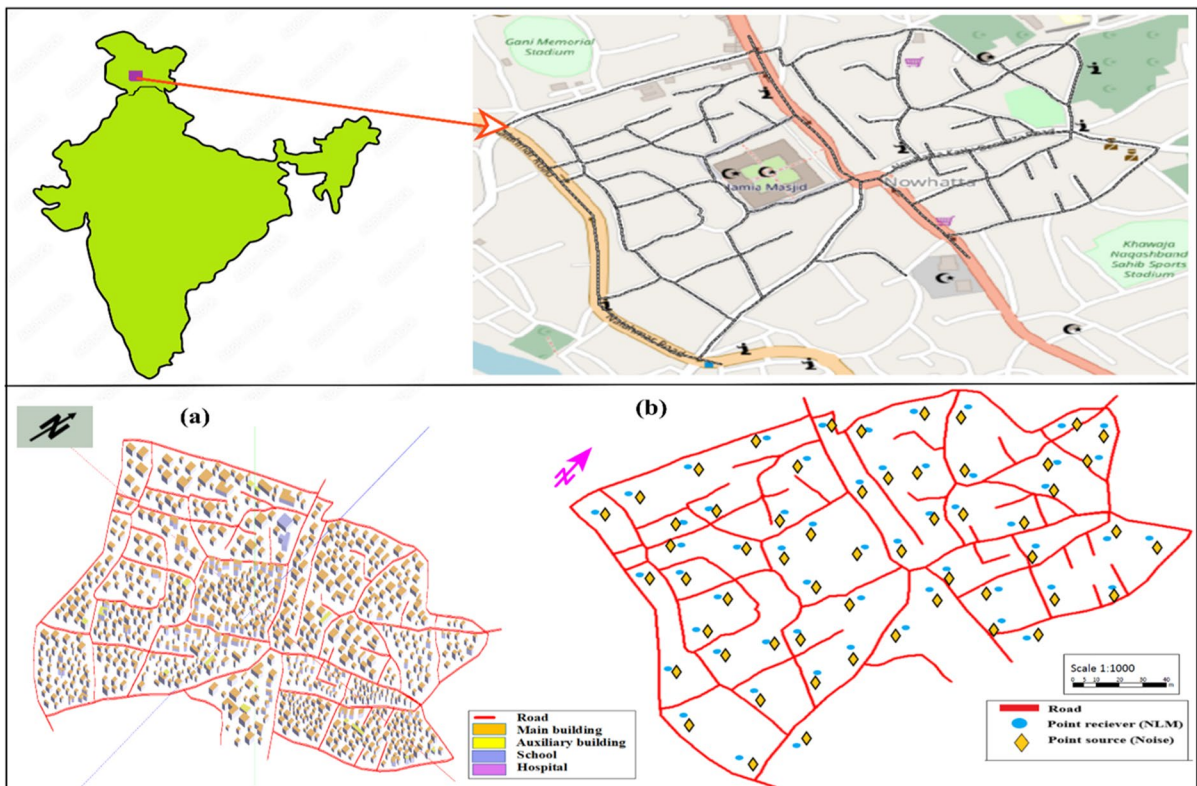 Gani Memorial
Stadium
Jamia Masjid
Nowhatta
Khawaja
Naqashband
Sahib Sports
Stadium
(a)
(b)
N
N
Road
Main building
Auxiliary building
School
Hospital
Scale 1:1000
0 5 10 20 30 40
m
Road
Point reciever (NLM)
Point source (Noise)